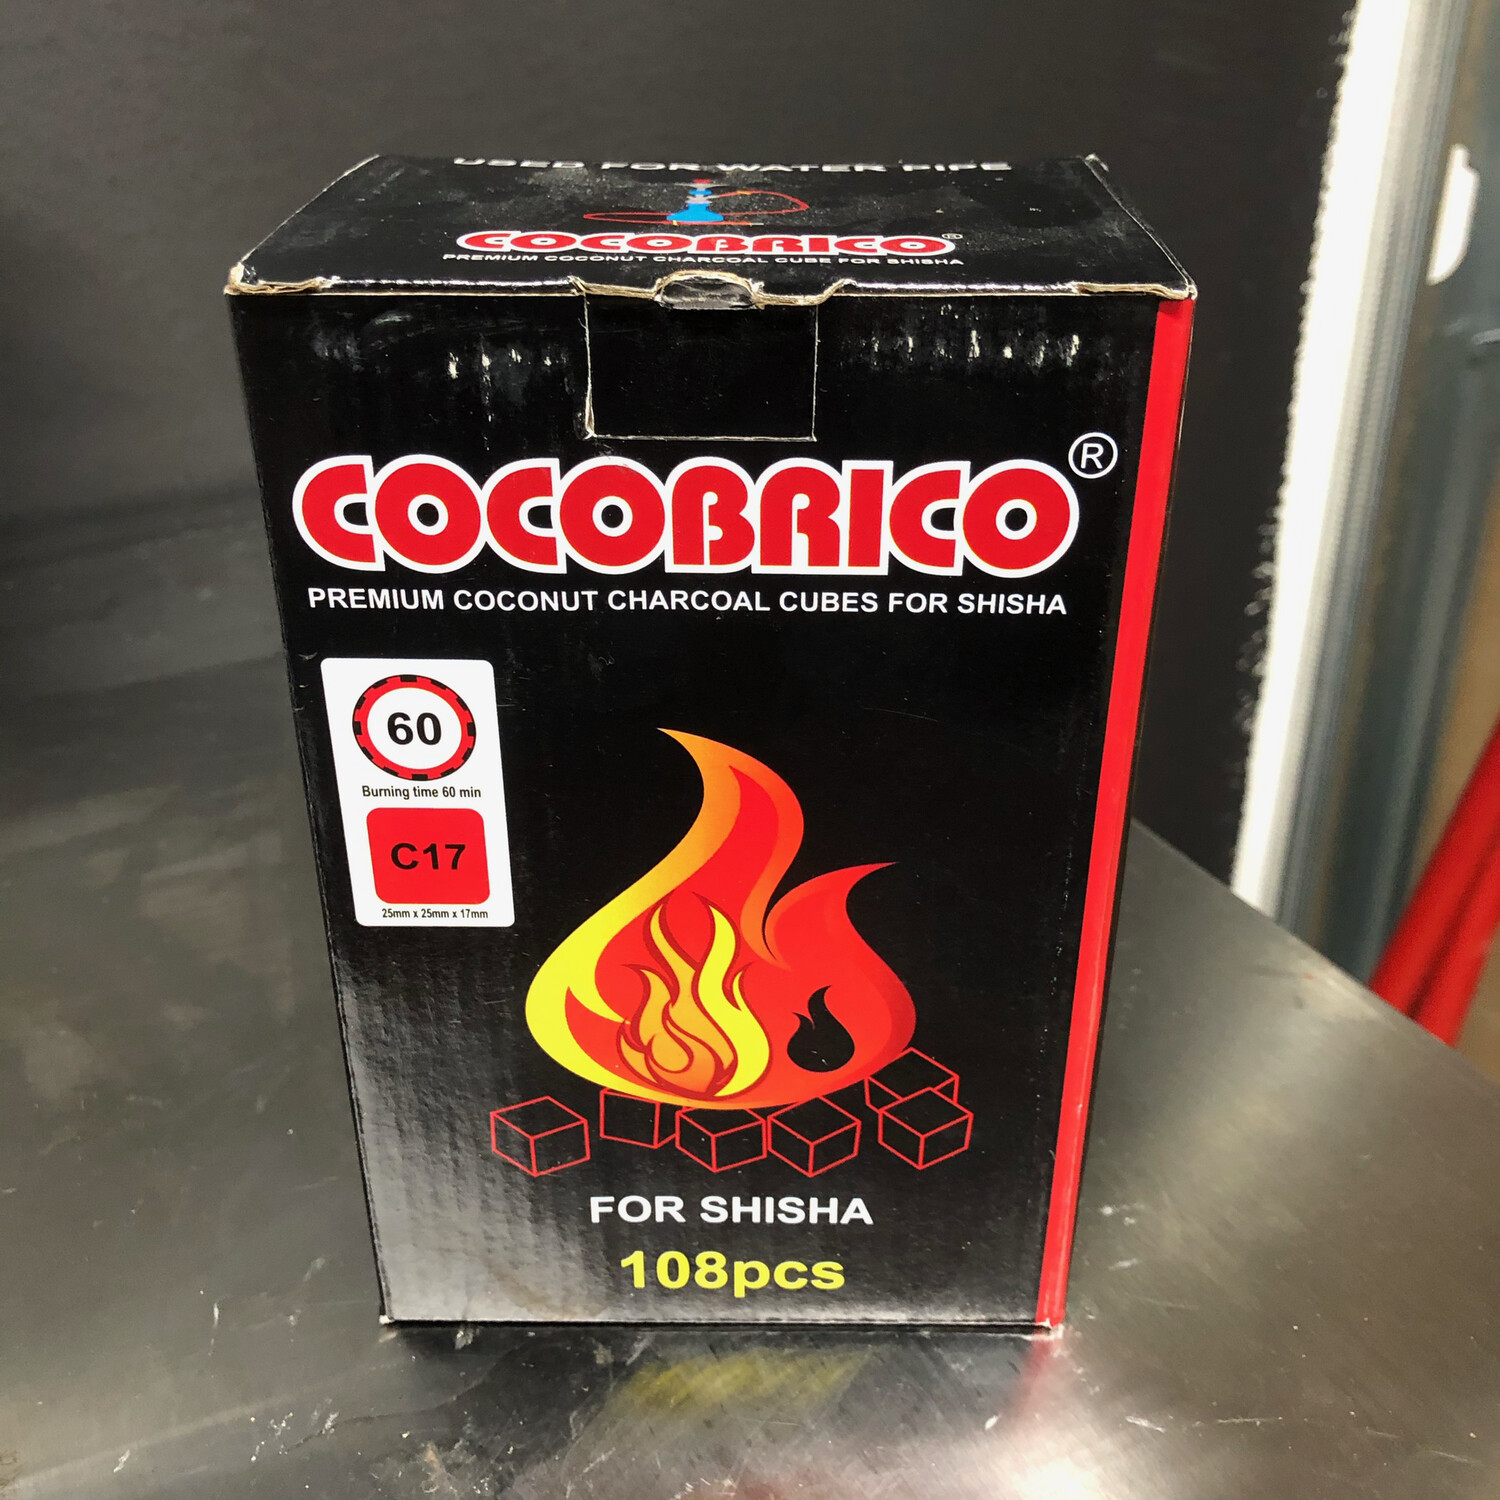 USED FOR WATER PIPE
COCOBRICO®
PREMIUM COCONUT CHARCOAL CUBE FOR SHISHA
COCOBRICO®
PREMIUM COCONUT CHARCOAL CUBES FOR SHISHA
60
Burning time 60 min
C17
25mm x 25mm x 17mm
FOR SHISHA
108pcs